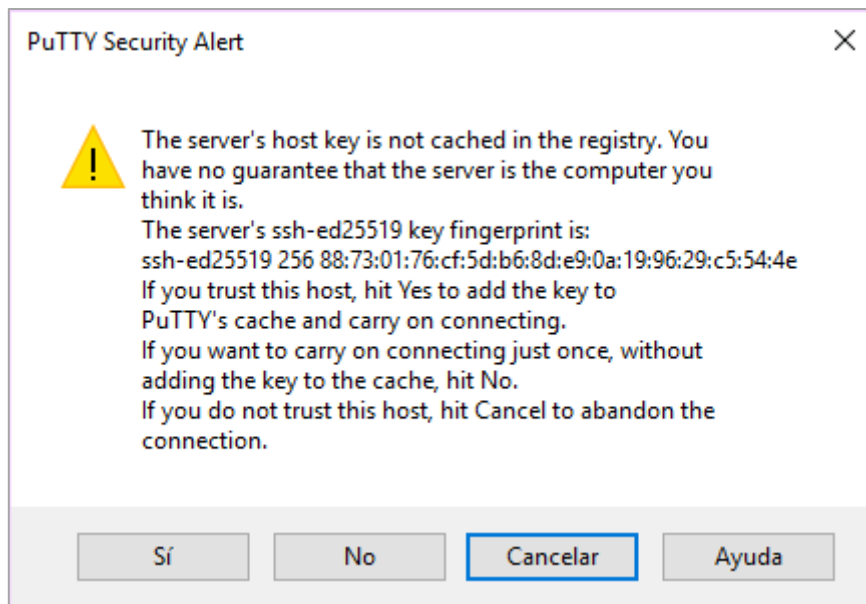 PuTTY Security Alert
The server's host key is not cached in the registry. You
have no guarantee that the server is the computer you
think it is.
The server's ssh-ed25519 key fingerprint is:
ssh-ed25519 256 88:73:01:76:cf:5d:b6:8d:e9:0a:19:96:29:c5:54:4e
If you trust this host, hit Yes to add the key to
PuTTY's cache and carry on connecting.
If you want to carry on connecting just once, without
adding the key to the cache, hit No.
If you do not trust this host, hit Cancel to abandon the
connection.
Sí No Cancelar Ayuda